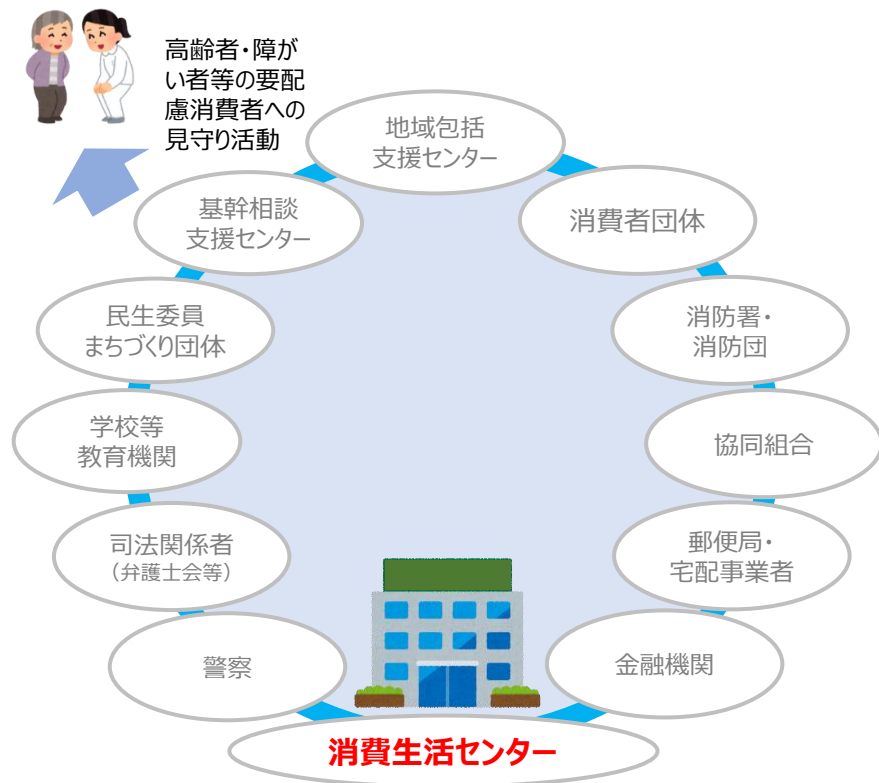 高齢者・障が
い者等の要配
慮消費者への
見守り活動
地域包括
支援センター
基幹相談
支援センター
消費者団体
民生委員
まちづくり団体
消防署・
消防団
学校等
教育機関
協同組合
司法関係者
（弁護士会等）
郵便局・
宅配事業者
警察
金融機関
消費生活センター